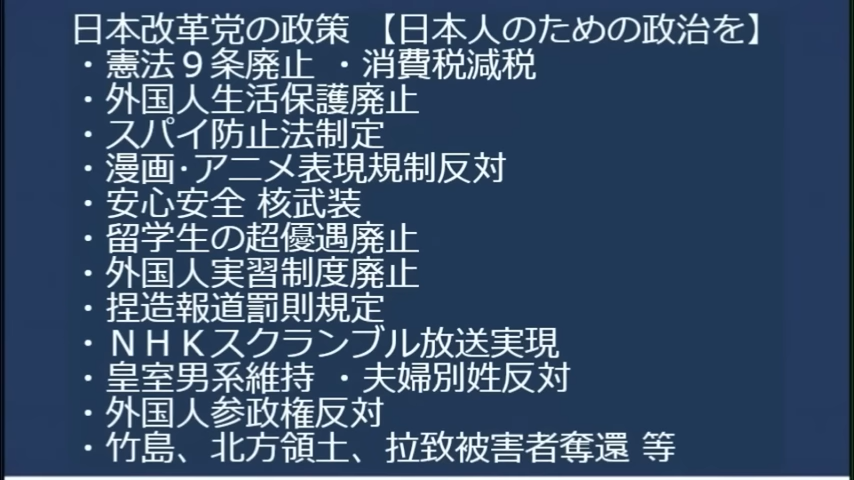 日本改革党の政策 【日本人のための政治を】
・憲法９条廃止 ・消費税減税
・外国人生活保護廃止
・スパイ防止法制定
・漫画･アニメ表現規制反対
・安心安全 核武装
・留学生の超優遇廃止
・外国人実習制度廃止
・捏造報道罰則規定
・ＮＨＫスクランブル放送実現
・皇室男系維持 ・夫婦別姓反対
・外国人参政権反対
・竹島、北方領土、拉致被害者奪還 等